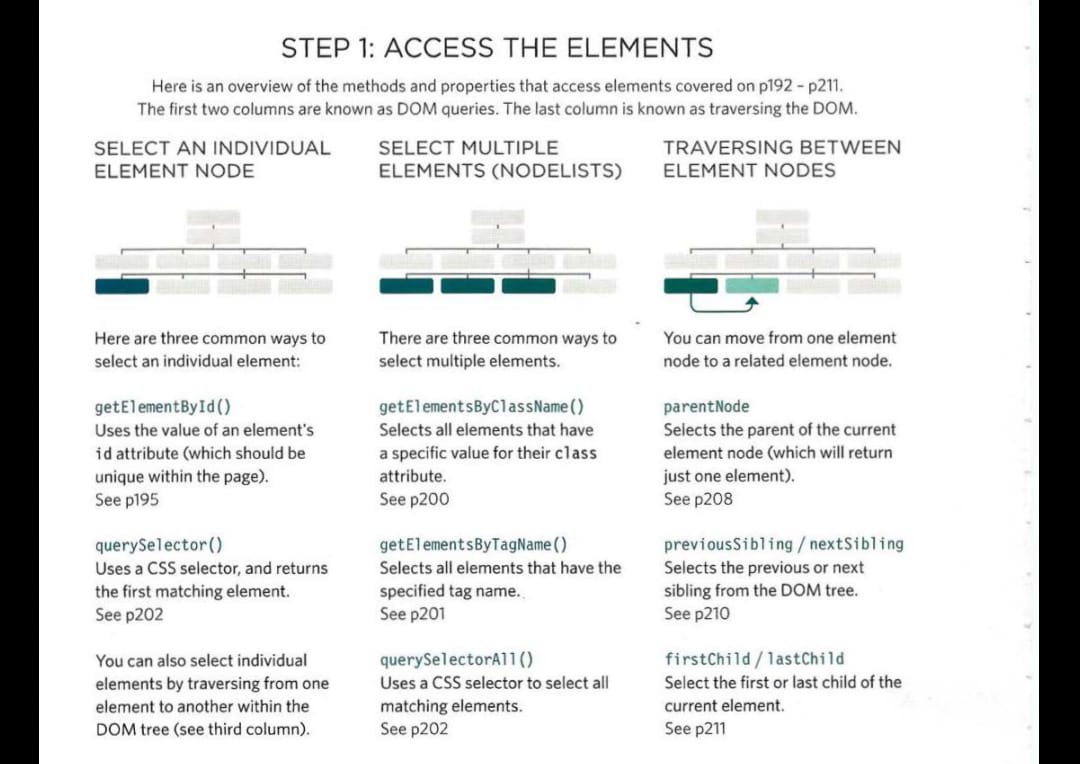 STEP 1: ACCESS THE ELEMENTS
Here is an overview of the methods and properties that access elements covered on p192 – p211.
The first two columns are known as DOM queries. The last column is known as traversing the DOM.
SELECT AN INDIVIDUAL
ELEMENT NODE
Here are three common ways to
select an individual element:
getElementById()
Uses the value of an element's
id attribute (which should be
unique within the page).
See p195
querySelector()
Uses a CSS selector, and returns
the first matching element.
See p202
You can also select individual
elements by traversing from one
element to another within the
DOM tree (see third column).
SELECT MULTIPLE
ELEMENTS (NODELISTS)
There are three common ways to
select multiple elements.
getElementsByClassName()
Selects all elements that have
a specific value for their class
attribute.
See p200
getElementsByTagName()
Selects all elements that have the
specified tag name.
See p201
querySelectorAll()
Uses a CSS selector to select all
matching elements.
See p202
TRAVERSING BETWEEN
ELEMENT NODES
You can move from one element
node to a related element node.
parentNode
Selects the parent of the current
element node (which will return
just one element).
See p208
previousSibling / nextSibling
Selects the previous or next
sibling from the DOM tree.
See p210
firstChild / lastChild
Select the first or last child of the
current element.
See p211